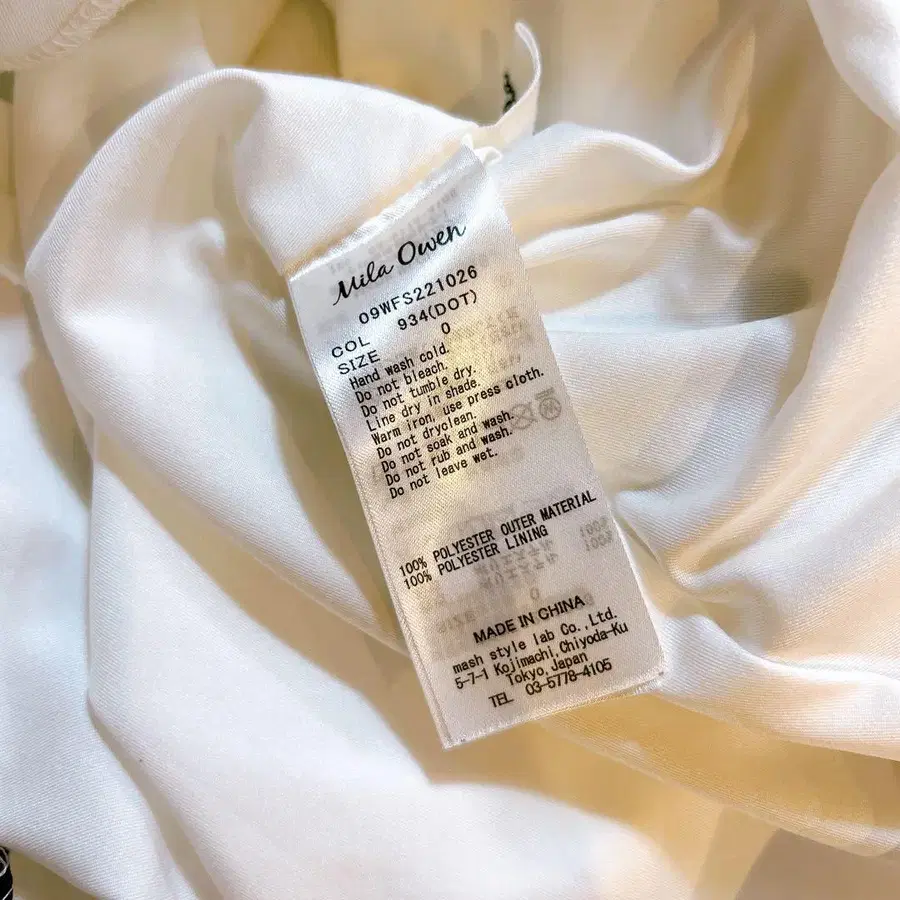 Mila Owen
09WFS221026
COL 934(DOT)
SIZE 0
Hand wash cold.
Do not bleach.
Do not tumble dry.
Line dry in shade.
Warm iron, use press cloth.
Do not dryclean.
Do not soak and wash.
Do not rub and wash.
Do not leave wet.
100% POLYESTER OUTER MATERIAL
100% POLYESTER LINING
MADE IN CHINA
mash style lab Co.,Ltd.
5-7-1 Kojimachi,Chiyoda-Ku
Tokyo,Japan
TEL 03-5778-4105